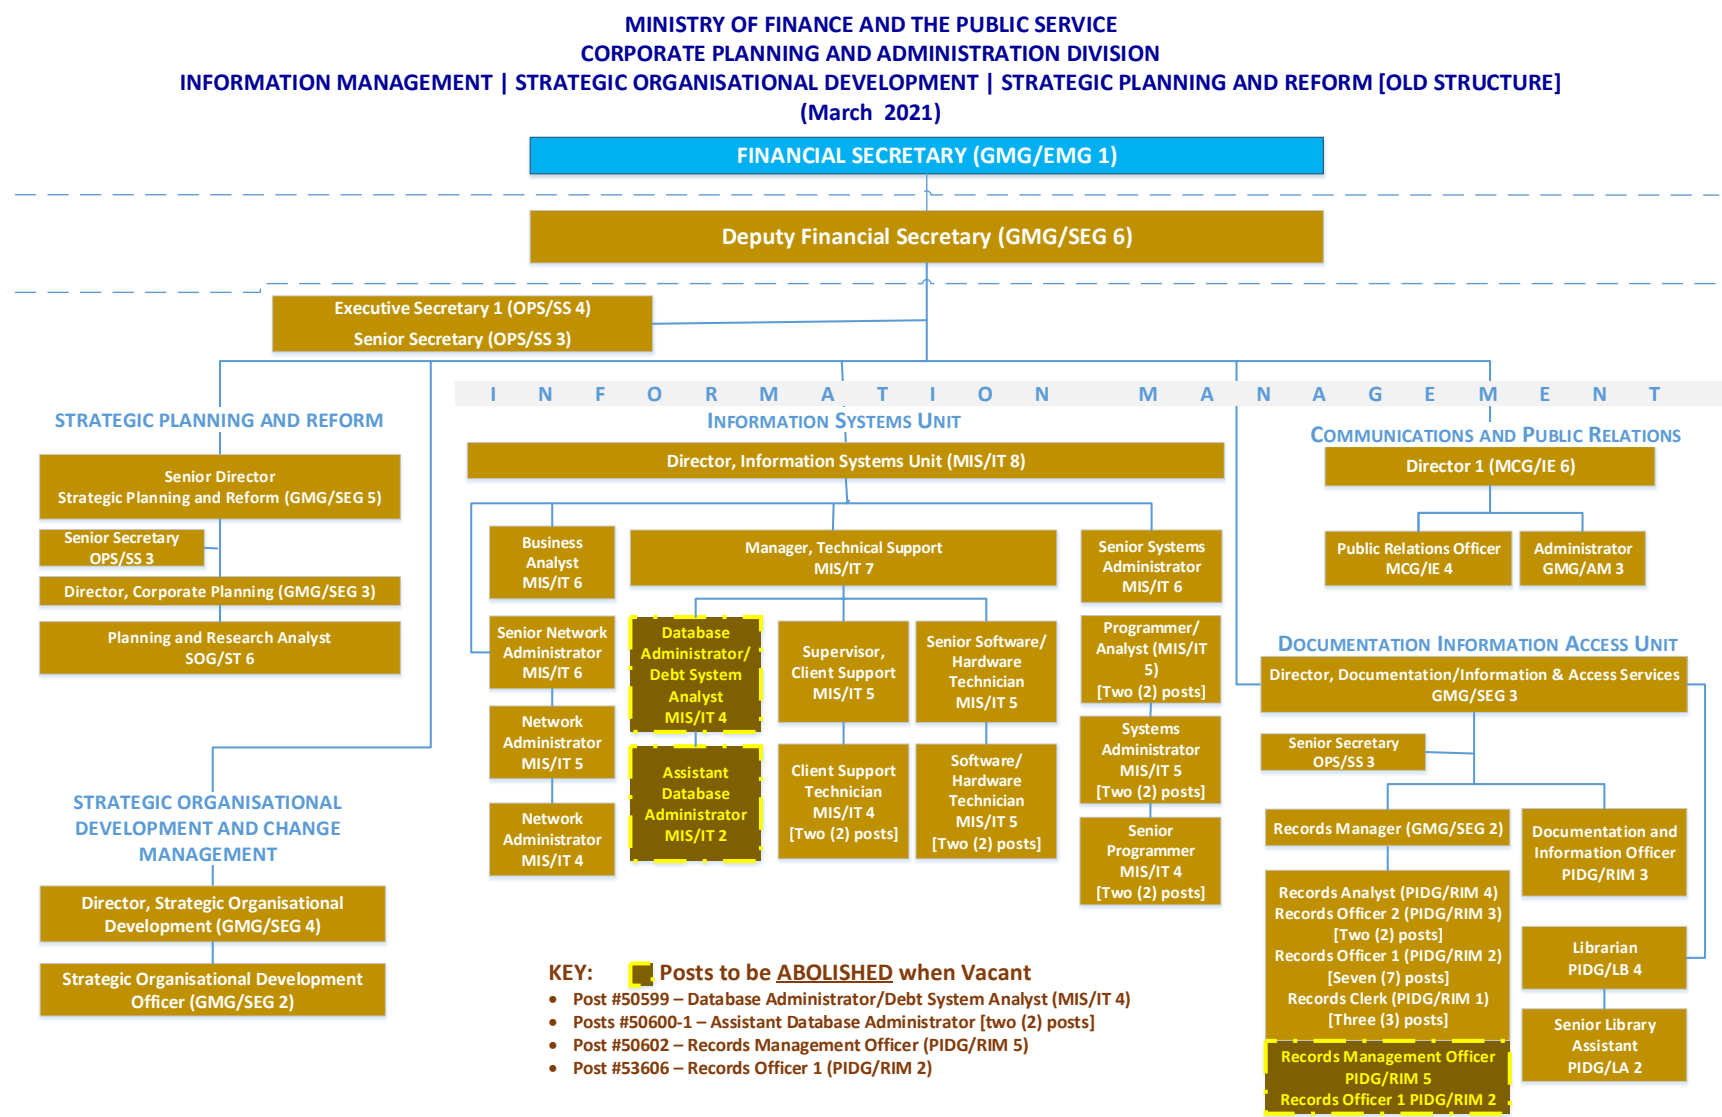 MINISTRY OF FINANCE AND THE PUBLIC SERVICE
CORPORATE PLANNING AND ADMINISTRATION DIVISION
INFORMATION MANAGEMENT | STRATEGIC ORGANISATIONAL DEVELOPMENT | STRATEGIC PLANNING AND REFORM [OLD STRUCTURE]
(March 2021)
FINANCIAL SECRETARY (GMG/EMG 1)
Deputy Financial Secretary (GMG/SEG 6)
Executive Secretary 1 (OPS/SS 4)
Senior Secretary (OPS/SS 3)
I N F O R M A T I O N M A N A G E M E N T
STRATEGIC PLANNING AND REFORM
Senior Director
Strategic Planning and Reform (GMG/SEG 5)
Senior Secretary
OPS/SS 3
Director, Corporate Planning (GMG/SEG 3)
Planning and Research Analyst
SOG/ST 6
STRATEGIC ORGANISATIONAL
DEVELOPMENT AND CHANGE
MANAGEMENT
Director, Strategic Organisational
Development (GMG/SEG 4)
Strategic Organisational Development
Officer (GMG/SEG 2)
INFORMATION SYSTEMS UNIT
Director, Information Systems Unit (MIS/IT 8)
Business
Analyst
MIS/IT 6
Senior Network
Administrator
MIS/IT 6
Network
Administrator
MIS/IT 5
Network
Administrator
MIS/IT 4
Manager, Technical Support
MIS/IT 7
Database
Administrator/
Debt System
Analyst
MIS/IT 4
Assistant
Database
Administrator
MIS/IT 2
Supervisor,
Client Support
MIS/IT 5
Client Support
Technician
MIS/IT 4
[Two (2) posts]
Senior Software/
Hardware
Technician
MIS/IT 5
Software/
Hardware
Technician
MIS/IT 5
[Two (2) posts]
Senior Systems
Administrator
MIS/IT 6
Programmer/
Analyst (MIS/IT
5)
[Two (2) posts]
Systems
Administrator
MIS/IT 5
[Two (2) posts]
Senior
Programmer
MIS/IT 4
[Two (2) posts]
COMMUNICATIONS AND PUBLIC RELATIONS
Director 1 (MCG/IE 6)
Public Relations Officer
MCG/IE 4
Administrator
GMG/AM 3
DOCUMENTATION INFORMATION ACCESS UNIT
Director, Documentation/Information & Access Services
GMG/SEG 3
Senior Secretary
OPS/SS 3
Records Manager (GMG/SEG 2)
Records Analyst (PIDG/RIM 4)
Records Officer 2 (PIDG/RIM 3)
[Two (2) posts]
Records Officer 1 (PIDG/RIM 2)
[Seven (7) posts]
Records Clerk (PIDG/RIM 1)
[Three (3) posts]
Records Management Officer
PIDG/RIM 5
Records Officer 1 PIDG/RIM 2
Documentation and
Information Officer
PIDG/RIM 3
Librarian
PIDG/LB 4
Senior Library
Assistant
PIDG/LA 2
KEY: Posts to be ABOLISHED when Vacant
• Post #50599 – Database Administrator/Debt System Analyst (MIS/IT 4)
• Posts #50600-1 – Assistant Database Administrator [two (2) posts]
• Post #50602 – Records Management Officer (PIDG/RIM 5)
• Post #53606 – Records Officer 1 (PIDG/RIM 2)